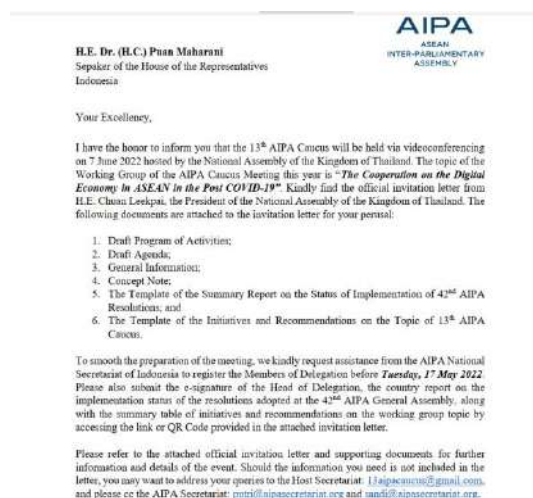 AIPA
ASEAN
INTER-PARLIAMENTARY
ASSEMBLY
H.E. Dr. (H.C.) Puan Maharani
Sepaker of the House of the Representatives
Indonesia
Your Excellency,
I have the honor to inform you that the 13th AIPA Caucus will be held via videoconferencing
on 7 June 2022 hosted by the National Assembly of the Kingdom of Thailand. The topic of the
Working Group of the AIPA Caucus Meeting this year is “The Cooperation on the Digital
Economy in ASEAN in the Post COVID-19”. Kindly find the official invitation letter from
H.E. Chuan Leekpai, the President of the National Assembly of the Kingdom of Thailand. The
following documents are attached to the invitation letter for your perusal:
1. Draft Program of Activities;
2. Draft Agenda;
3. General Information;
4. Concept Note;
5. The Template of the Summary Report on the Status of Implementation of 42nd AIPA
Resolutions; and
6. The Template of the Initiatives and Recommendations on the Topic of 13th AIPA
Caucus.
To smooth the preparation of the meeting, we kindly request assistance from the AIPA National
Secretariat of Indonesia to register the Members of Delegation before Tuesday, 17 May 2022.
Please also submit the e-signature of the Head of Delegation, the country report on the
implementation status of the resolutions adopted at the 42nd AIPA General Assembly, along
with the summary table of initiatives and recommendations on the working group topic by
accessing the link or QR Code provided in the attached invitation letter.
Please refer to the attached official invitation letter and supporting documents for further
information and details of the event. Should the information you need is not included in the
letter, you may want to address your queries to the Host Secretariat: 13aipacaucus@gmail.com,
and please cc the AIPA Secretariat: putri@aipasecretariat.org and sandi@aipasecretariat.org.